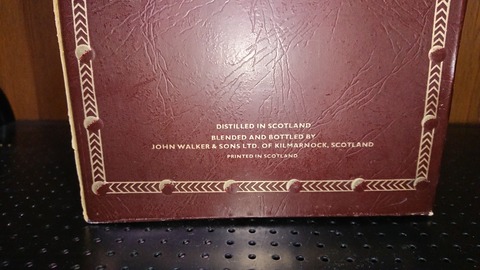 DISTILLED IN SCOTLAND
BLENDED AND BOTTLED BY
JOHN WALKER & SONS LTD. OF KILMARNOCK, SCOTLAND
PRINTED IN SCOTLAND